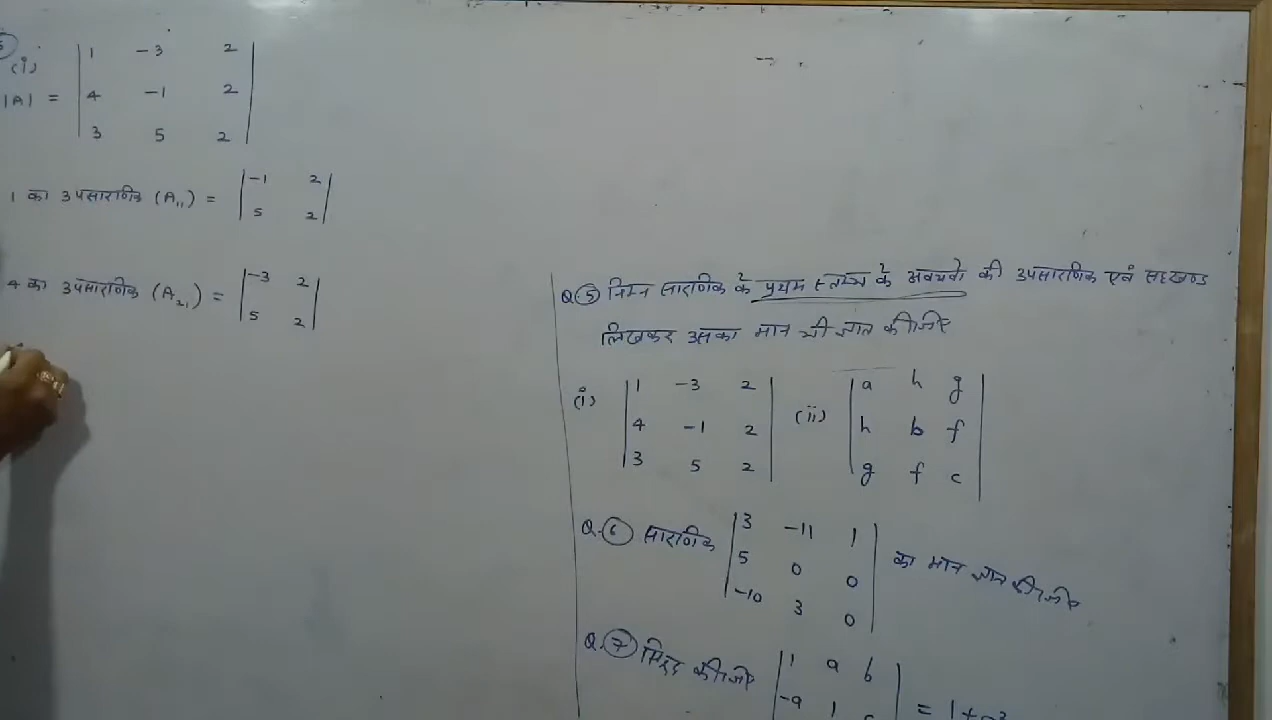 (i)
|A| = | 1 -3 2 |
| 4 -1 2 |
| 3 5 2 |
1 का उपसारणिक (A₁₁) = | -1 2 |
| 5 2 |
4 का उपसारणिक (A₂₁) = | -3 2 |
| 5 2 |
Q(5) निम्न सारणिक के प्रथम स्तम्भ के अवयवो की उपसारणिक एवं सहखण्ड
लिखकर उसका मान भी ज्ञात कीजिए
(i) | 1 -3 2 | (ii) | a h g |
| 4 -1 2 | | h b f |
| 3 5 2 | | g f c |
Q.(6) सारणिक | 3 -11 1 | का मान ज्ञात कीजिए
| 5 0 0 |
| -10 3 0 |
Q.(7) सिद्ध कीजिए | 1 a b |
| -a 1 | = 1+